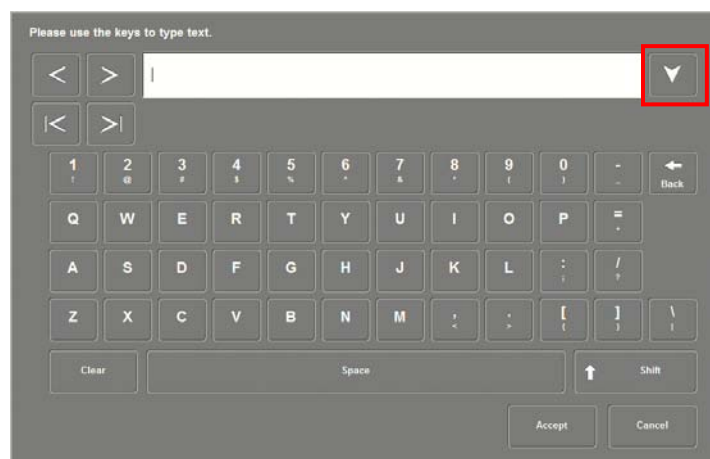 Please use the keys to type text.
< >
|< >|
1 2 3 4 5 6 7 8 9 0 - Back
! @ # $ % ^ & * ( ) _
Q W E R T Y U I O P =
+
A S D F G H J K L : /
; ?
Z X C V B N M , . [ ] \
< > { } |
Clear Space Shift
Accept Cancel